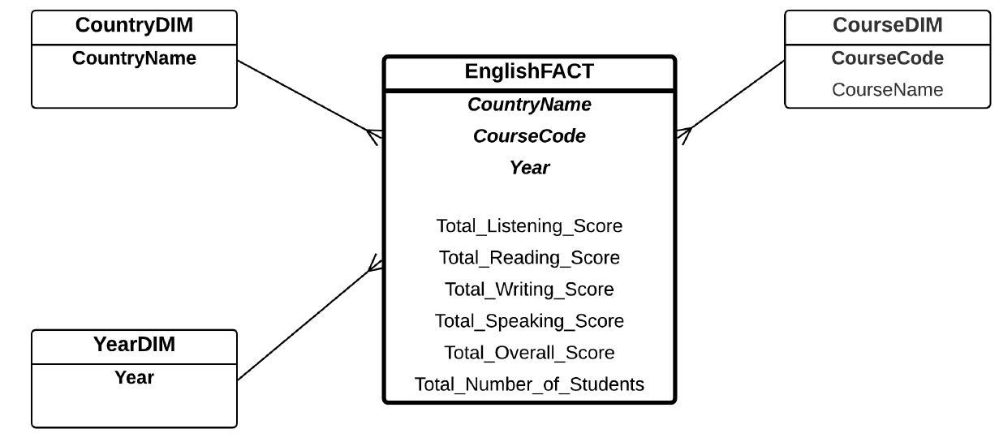 CountryDIM
CountryName
CourseDIM
CourseCode
CourseName
EnglishFACT
CountryName
CourseCode
Year
Total_Listening_Score
Total_Reading_Score
Total_Writing_Score
Total_Speaking_Score
Total_Overall_Score
Total_Number_of_Students
YearDIM
Year